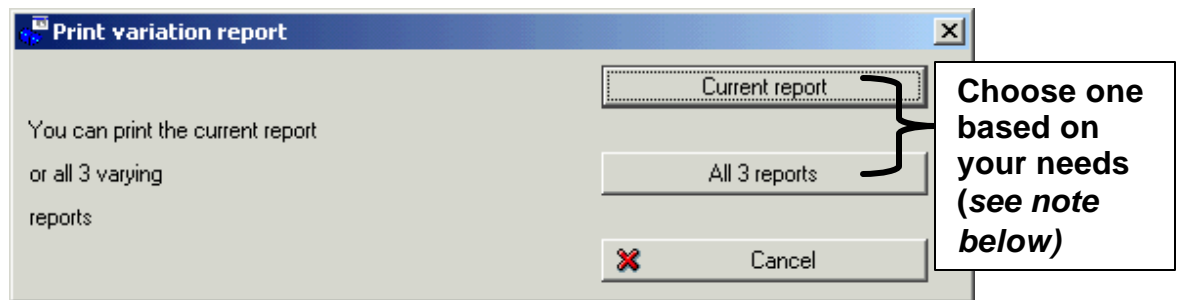 Print variation report
Current report
You can print the current report
or all 3 varying
All 3 reports
reports
Cancel
Choose one
based on
your needs
(see note
below)